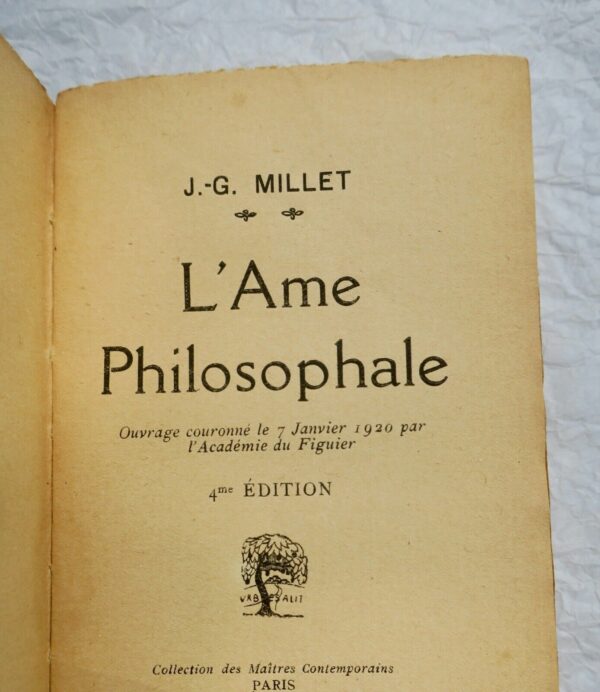 J.-G. MILLET
L'Ame
Philosophale
Ouvrage couronné le 7 Janvier 1920 par
l'Académie du Figuier
4me ÉDITION
Collection des Maîtres Contemporains
PARIS